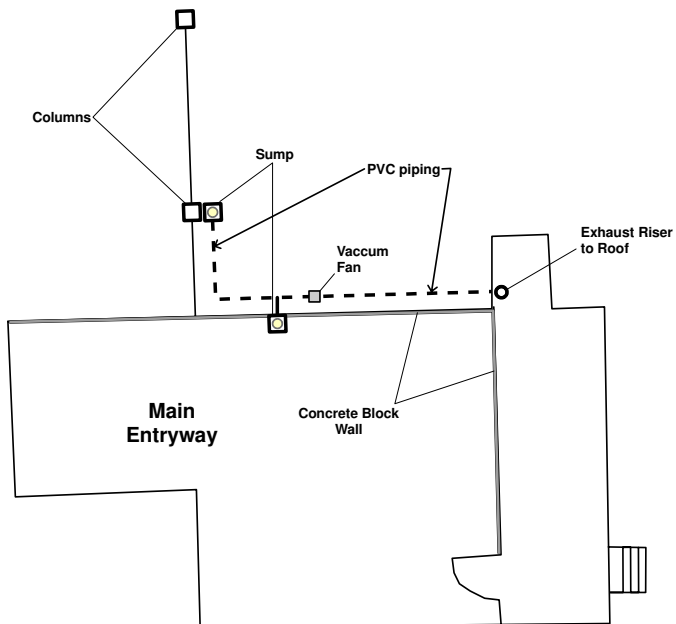 Columns
Sump
PVC piping
Exhaust Riser
to Roof
Vaccum
Fan
Main
Entryway
Concrete Block
Wall